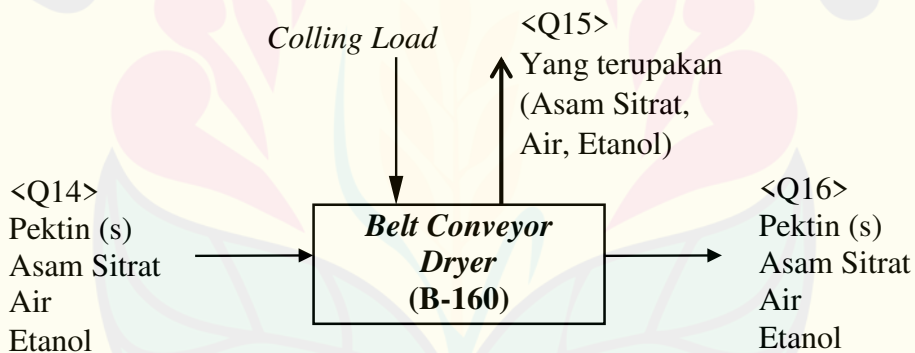 Colling Load
<Q15>
Yang terupakan
(Asam Sitrat,
Air, Etanol)
<Q14>
Pektin (s)
Asam Sitrat
Air
Etanol
Belt Conveyor
Dryer
(B-160)
<Q16>
Pektin (s)
Asam Sitrat
Air
Etanol